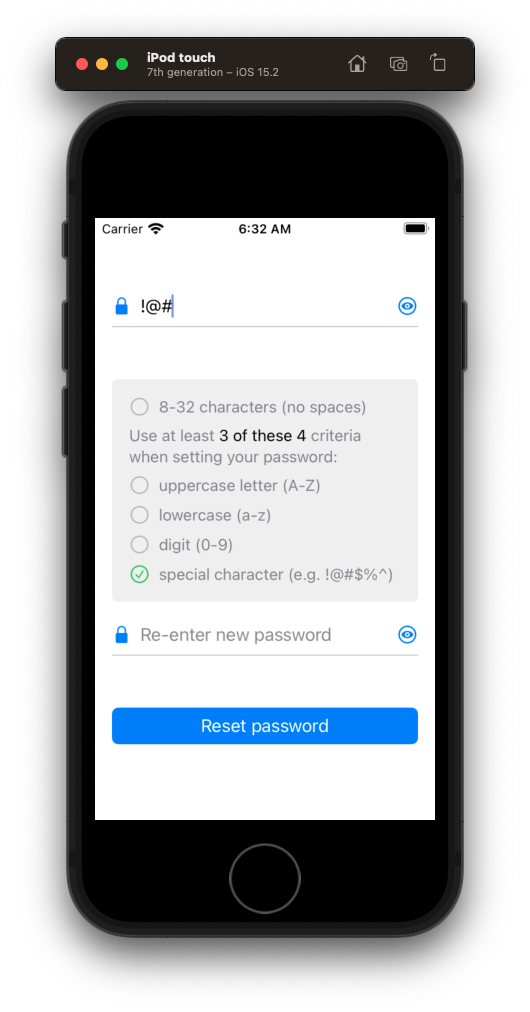 iPod touch
7th generation – iOS 15.2
Carrier 6:32 AM
!@#
8-32 characters (no spaces)
Use at least 3 of these 4 criteria
when setting your password:
uppercase letter (A-Z)
lowercase (a-z)
digit (0-9)
special character (e.g. !@#$%^)
Re-enter new password
Reset password